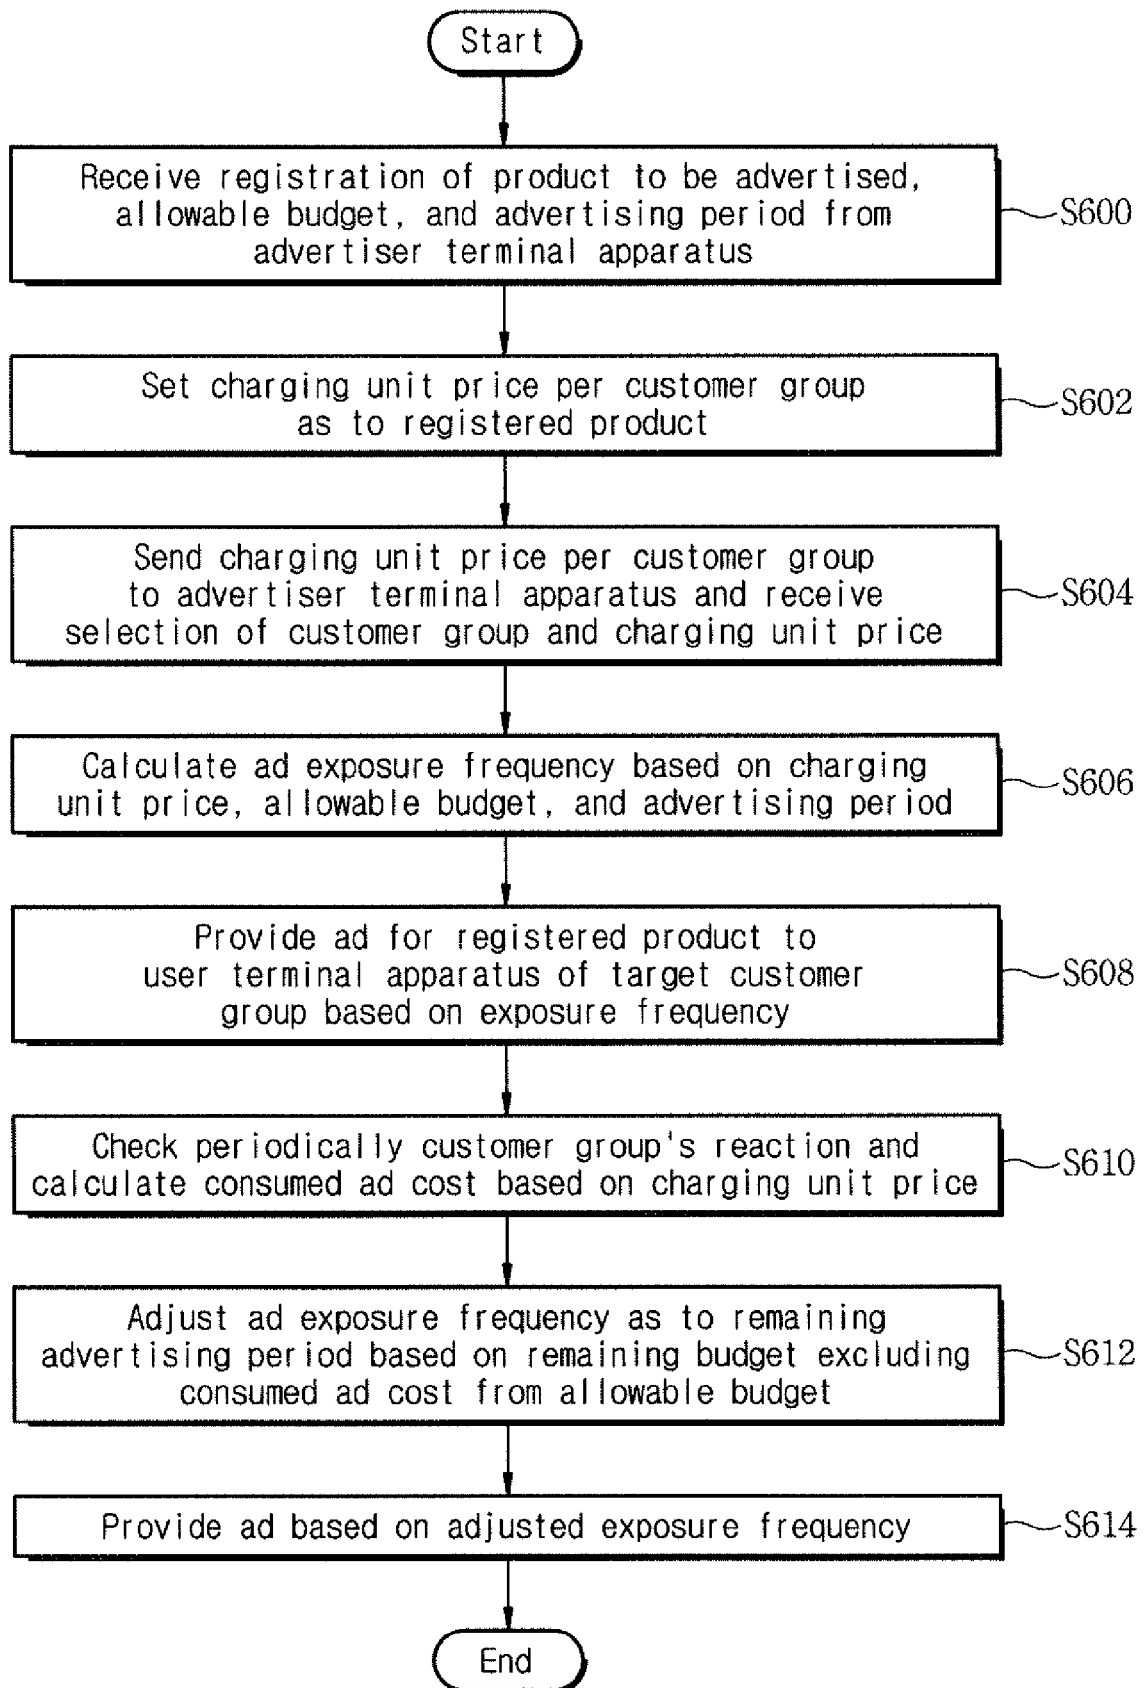 Start
Receive registration of product to be advertised,
allowable budget, and advertising period from
advertiser terminal apparatus
S600
Set charging unit price per customer group
as to registered product
S602
Send charging unit price per customer group
to advertiser terminal apparatus and receive
selection of customer group and charging unit price
S604
Calculate ad exposure frequency based on charging
unit price, allowable budget, and advertising period
S606
Provide ad for registered product to
user terminal apparatus of target customer
group based on exposure frequency
S608
Check periodically customer group's reaction and
calculate consumed ad cost based on charging unit price
S610
Adjust ad exposure frequency as to remaining
advertising period based on remaining budget excluding
consumed ad cost from allowable budget
S612
Provide ad based on adjusted exposure frequency
S614
End